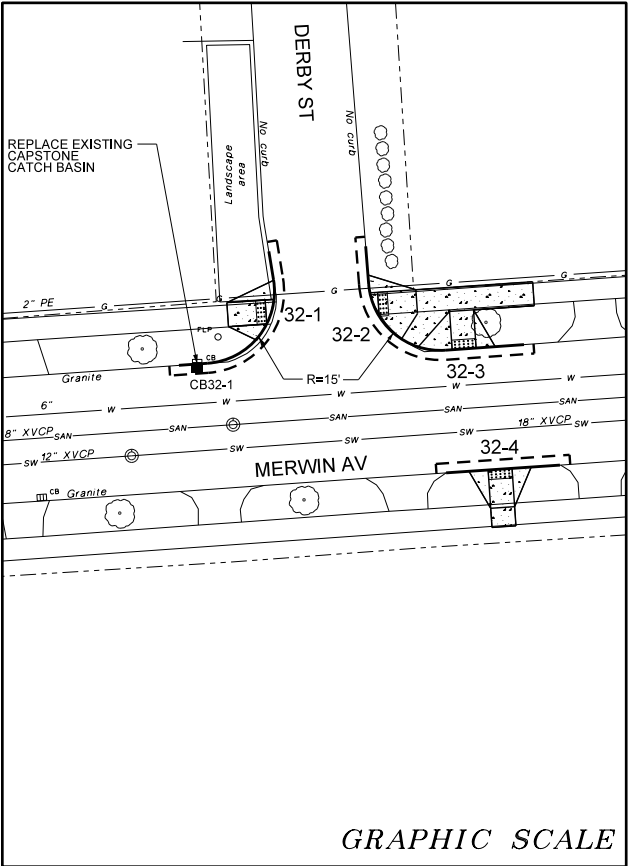 DERBY ST
No curb
No curb
Landscape
area
REPLACE EXISTING
CAPSTONE
CATCH BASIN
2" PE
G
G
G
G
G
FLP
32-1
32-2
32-3
CB
CB32-1
Granite
R=15'
6"
W
W
W
W
W
8" XVCP
SAN
SAN
SAN
SAN
18" XVCP
SW
SW
12" XVCP
SW
SW
SW
MERWIN AV
32-4
CB
Granite
GRAPHIC SCALE